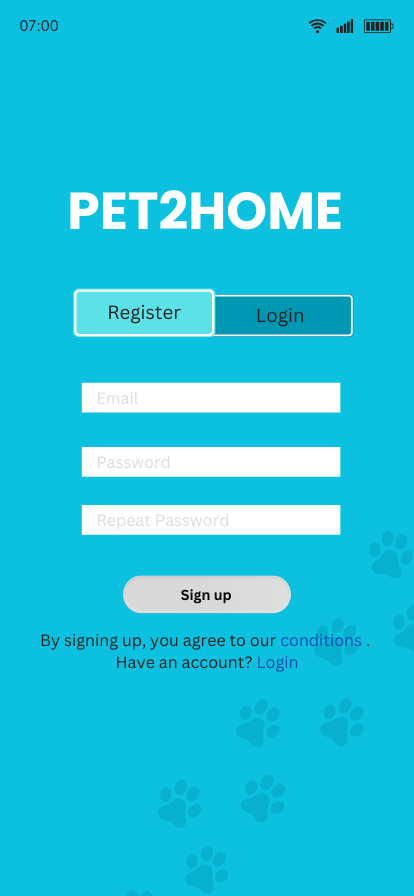 07:00
PET2HOME
Register
Login
Email
Password
Repeat Password
Sign up
By signing up, you agree to our conditions .
Have an account? Login